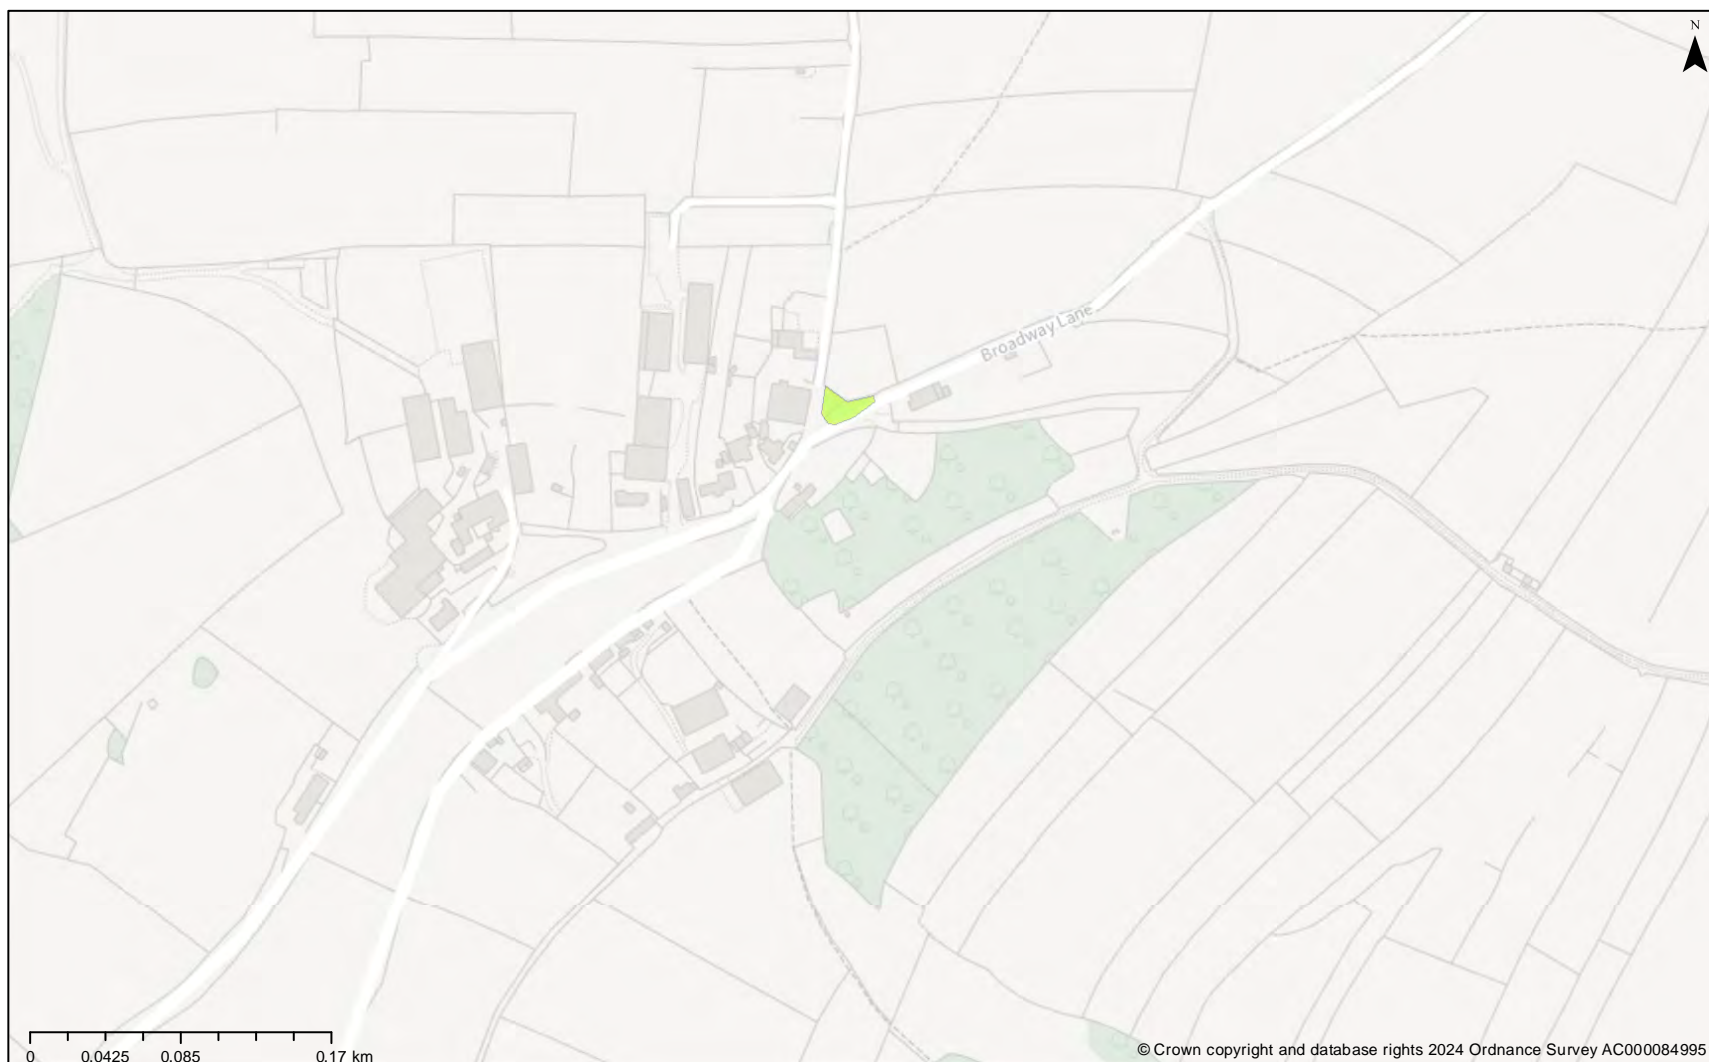 N
Broadway Lane
0 0.0425 0.085 0.17 km
© Crown copyright and database rights 2024 Ordnance Survey AC000084995